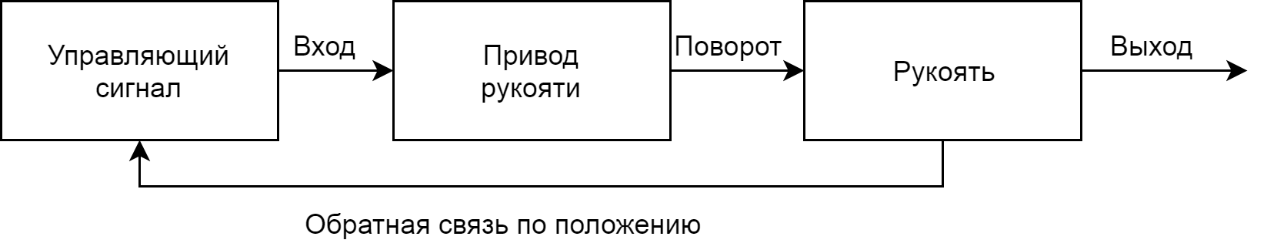 Управляющий
сигнал
Вход
Привод
рукояти
Поворот
Рукоять
Выход
Обратная связь по положению